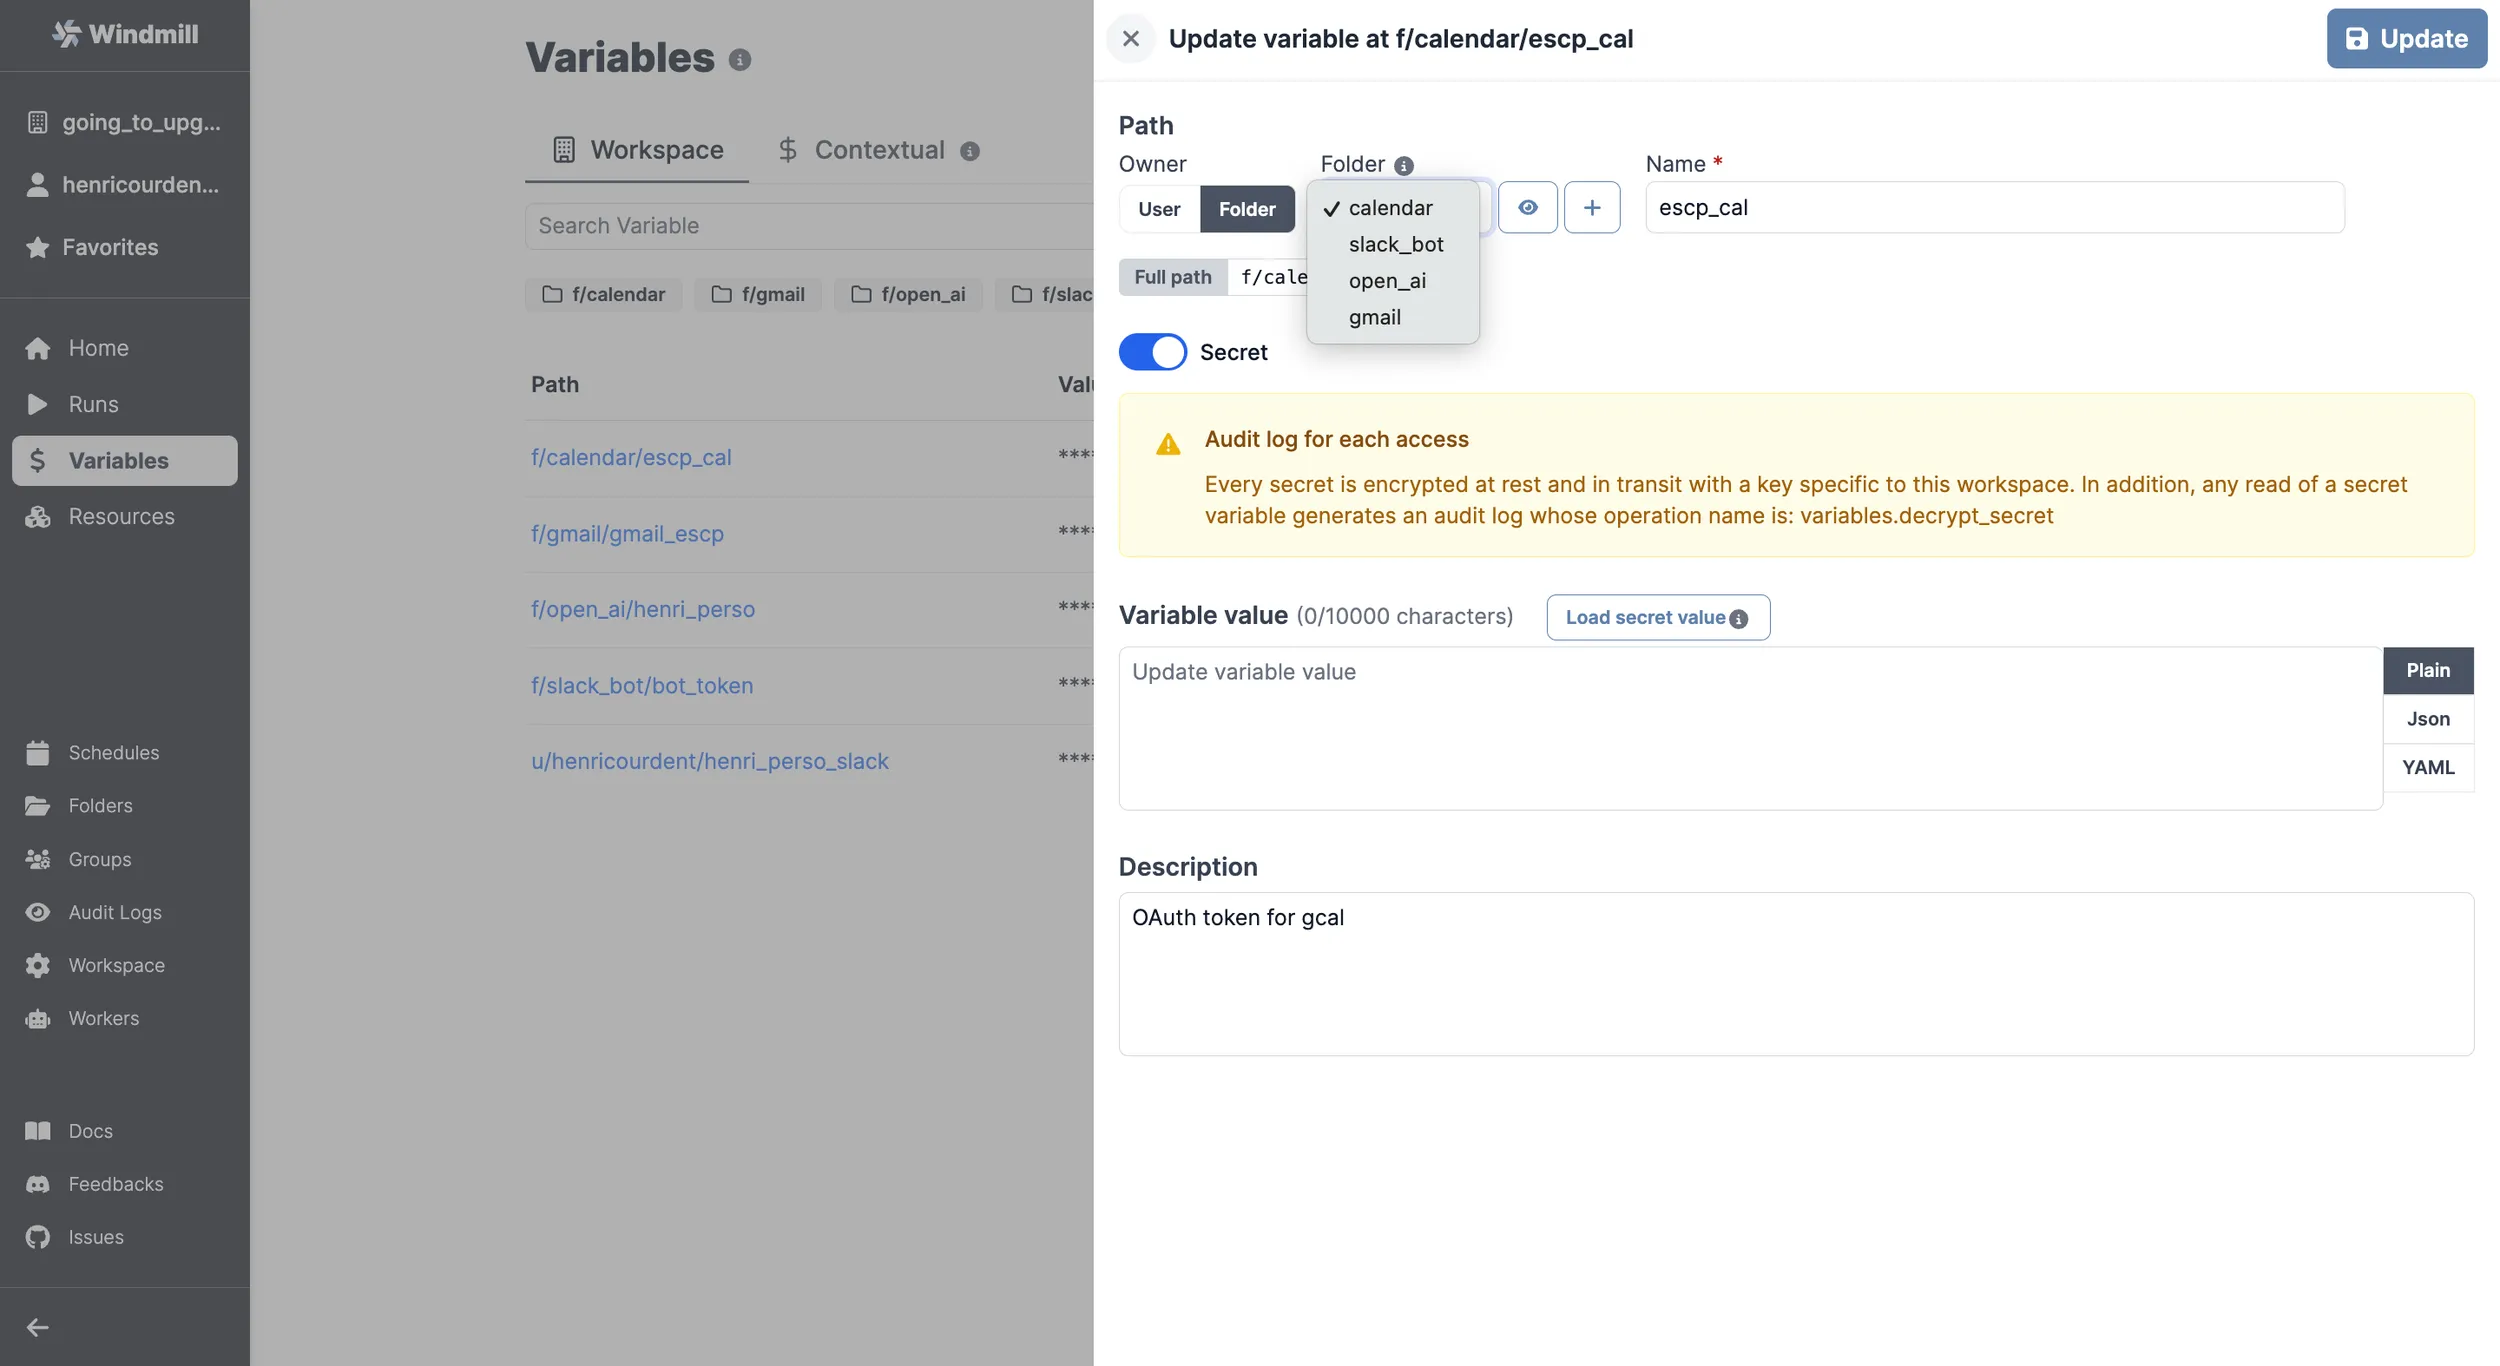 Windmill
going_to_upg...
henricourden...
Favorites
Home
Runs
Variables
Resources
Schedules
Folders
Groups
Audit Logs
Workspace
Workers
Docs
Feedbacks
Issues
Variables
Workspace
Contextual
Search Variable
f/calendar
f/gmail
f/open_ai
f/slac
Path
Valu
f/calendar/escp_cal
****
f/gmail/gmail_escp
****
f/open_ai/henri_perso
****
f/slack_bot/bot_token
****
u/henricourdent/henri_perso_slack
****
Update variable at f/calendar/escp_cal
Update
Path
Owner
Folder
Name *
User
Folder
calendar
slack_bot
open_ai
gmail
escp_cal
Full path
f/cale
Secret
Audit log for each access
Every secret is encrypted at rest and in transit with a key specific to this workspace. In addition, any read of a secret
variable generates an audit log whose operation name is: variables.decrypt_secret
Variable value (0/10000 characters)
Load secret value
Update variable value
Plain
Json
YAML
Description
OAuth token for gcal